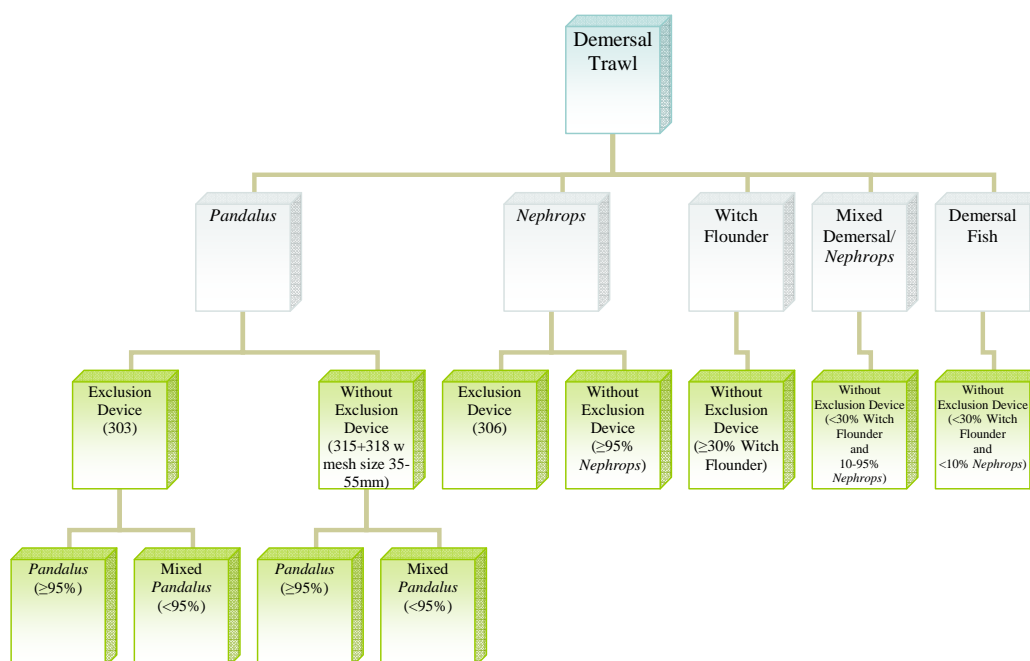 Demersal
Trawl
Pandalus
Nephrops
Witch
Flounder
Mixed
Demersal/
Nephrops
Demersal
Fish
Exclusion
Device
(303)
Without
Exclusion
Device
(315+318 w
mesh size 35-
55mm)
Exclusion
Device
(306)
Without
Exclusion
Device
(≥95%
Nephrops)
Without
Exclusion
Device
(≥30% Witch
Flounder)
Without
Exclusion Device
(<30% Witch
Flounder
and
10-95%
Nephrops)
Without
Exclusion Device
(<30% Witch
Flounder
and
<10% Nephrops)
Pandalus
(≥95%)
Mixed
Pandalus
(<95%)
Pandalus
(≥95%)
Mixed
Pandalus
(<95%)